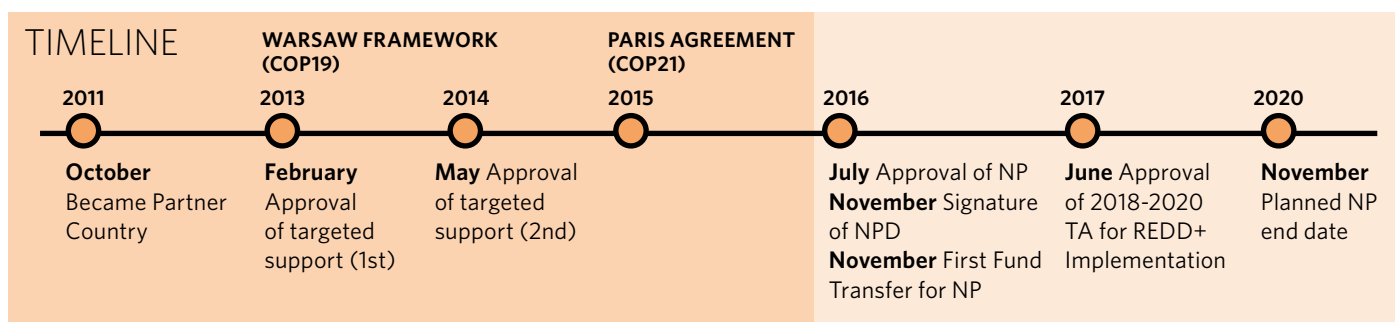 TIMELINE
WARSAW FRAMEWORK
(COP19)
PARIS AGREEMENT
(COP21)
2011
2013
2014
2015
2016
2017
2020
October
Became Partner
Country
February
Approval
of targeted
support (1st)
May Approval
of targeted
support (2nd)
July Approval of NP
November Signature
of NPD
November First Fund
Transfer for NP
June Approval
of 2018-2020
TA for REDD+
Implementation
November
Planned NP
end date